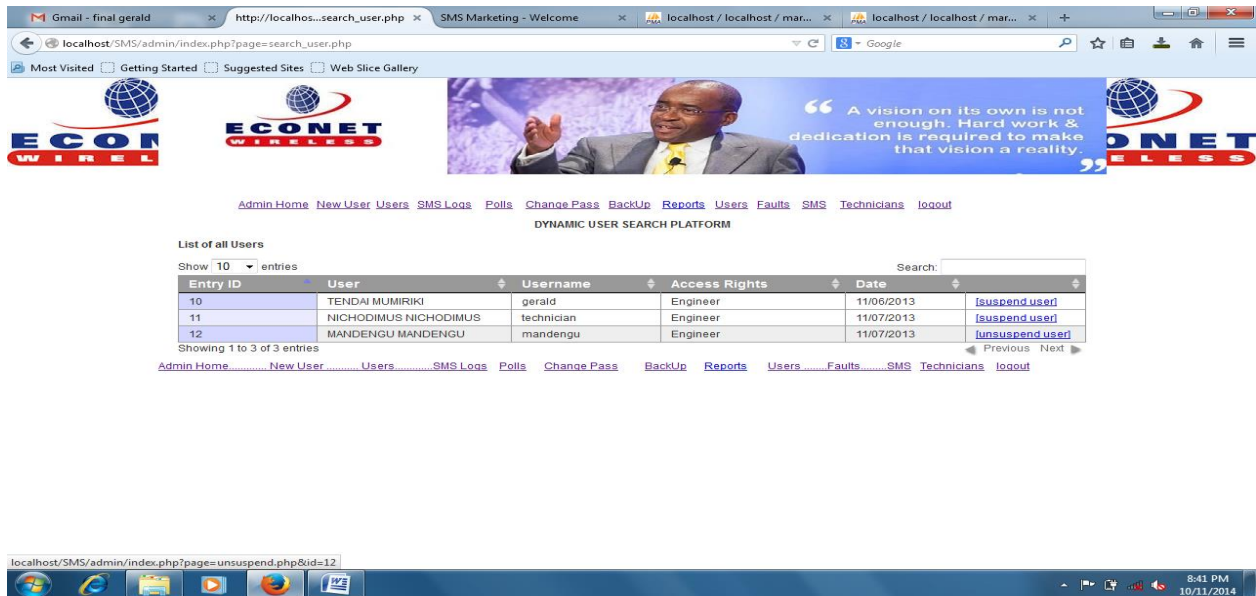 Gmail - final gerald × http://localhos...search_user.php × SMS Marketing - Welcome × localhost / localhost / mar... × localhost / localhost / mar... × +
localhost/SMS/admin/index.php?page=search_user.php Google
Most Visited Getting Started Suggested Sites Web Slice Gallery
ECON
WIREL
ECONET
WIRELESS
“ A vision on its own is not
enough. Hard work &
dedication is required to make
that vision a reality. ”
ONET
ELESS
Admin Home New User Users SMS Logs Polls Change Pass BackUp Reports Users Faults SMS Technicians logout
DYNAMIC USER SEARCH PLATFORM
List of all Users
Show 10 entries Search:
Entry ID User Username Access Rights Date
10 TENDAI MUMIRIKI gerald Engineer 11/06/2013 [suspend user]
11 NICHODIMUS NICHODIMUS technician Engineer 11/07/2013 [suspend user]
12 MANDENGU MANDENGU mandengu Engineer 11/07/2013 [unsuspend user]
Showing 1 to 3 of 3 entries Previous Next
Admin Home............ New User .......... Users............SMS Logs Polls Change Pass BackUp Reports Users .......Faults........SMS Technicians logout
localhost/SMS/admin/index.php?page=unsuspend.php&id=12
8:41 PM
10/11/2014